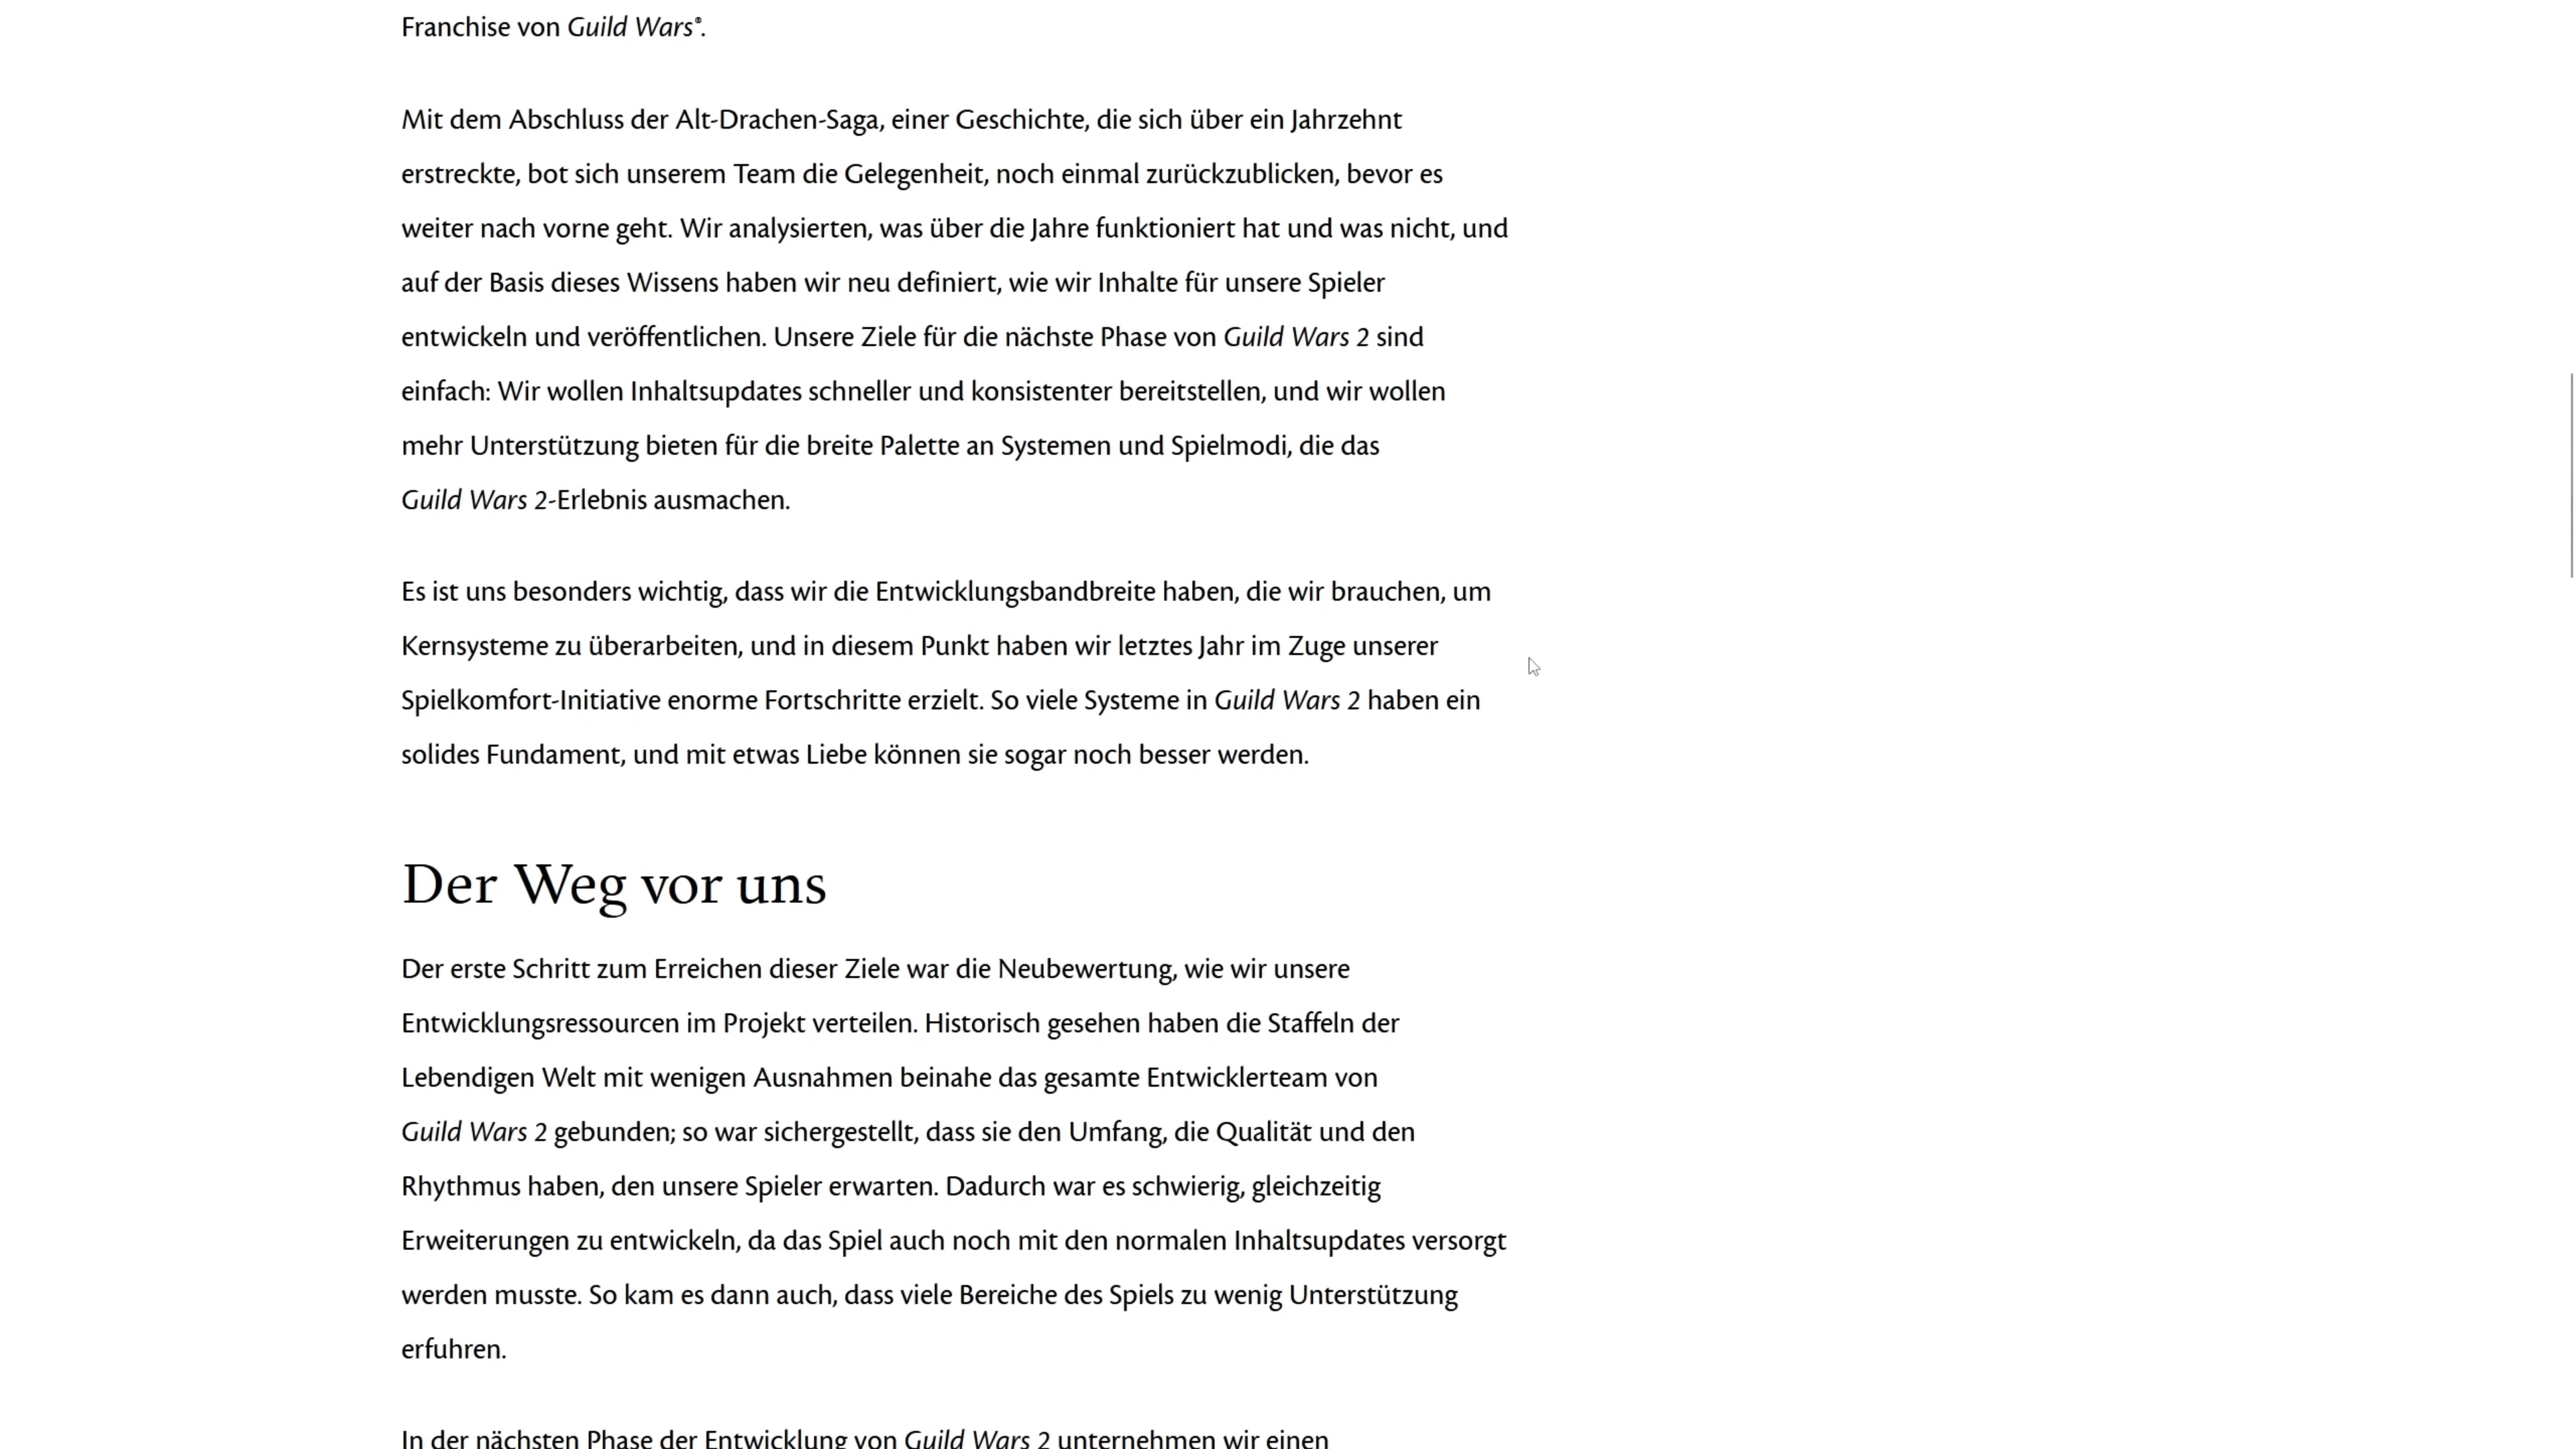 Franchise von Guild Wars®.
Mit dem Abschluss der Alt-Drachen-Saga, einer Geschichte, die sich über ein Jahrzehnt
erstreckte, bot sich unserem Team die Gelegenheit, noch einmal zurückzublicken, bevor es
weiter nach vorne geht. Wir analysierten, was über die Jahre funktioniert hat und was nicht, und
auf der Basis dieses Wissens haben wir neu definiert, wie wir Inhalte für unsere Spieler
entwickeln und veröffentlichen. Unsere Ziele für die nächste Phase von Guild Wars 2 sind
einfach: Wir wollen Inhaltsupdates schneller und konsistenter bereitstellen, und wir wollen
mehr Unterstützung bieten für die breite Palette an Systemen und Spielmodi, die das
Guild Wars 2-Erlebnis ausmachen.
Es ist uns besonders wichtig, dass wir die Entwicklungsbandbreite haben, die wir brauchen, um
Kernsysteme zu überarbeiten, und in diesem Punkt haben wir letztes Jahr im Zuge unserer
Spielkomfort-Initiative enorme Fortschritte erzielt. So viele Systeme in Guild Wars 2 haben ein
solides Fundament, und mit etwas Liebe können sie sogar noch besser werden.
Der Weg vor uns
Der erste Schritt zum Erreichen dieser Ziele war die Neubewertung, wie wir unsere
Entwicklungsressourcen im Projekt verteilen. Historisch gesehen haben die Staffeln der
Lebendigen Welt mit wenigen Ausnahmen beinahe das gesamte Entwicklerteam von
Guild Wars 2 gebunden; so war sichergestellt, dass sie den Umfang, die Qualität und den
Rhythmus haben, den unsere Spieler erwarten. Dadurch war es schwierig, gleichzeitig
Erweiterungen zu entwickeln, da das Spiel auch noch mit den normalen Inhaltsupdates versorgt
werden musste. So kam es dann auch, dass viele Bereiche des Spiels zu wenig Unterstützung
erfuhren.
In der nächsten Phase der Entwicklung von Guild Wars 2 unternehmen wir einen